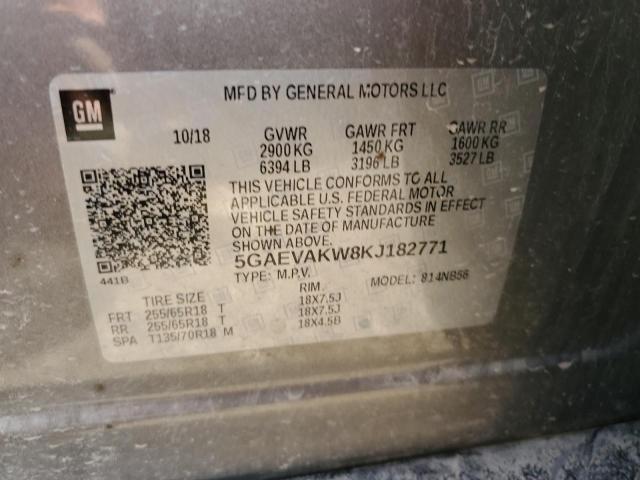 MFD BY GENERAL MOTORS LLC
GM
10/18 GVWR GAWR FRT GAWR RR
2900 KG 1450 KG 1600 KG
6394 LB 3196 LB 3527 LB
THIS VEHICLE CONFORMS TO ALL
APPLICABLE U.S. FEDERAL MOTOR
VEHICLE SAFETY STANDARDS IN EFFECT
ON THE DATE OF MANUFACTURE
SHOWN ABOVE.
5GAEVAKW8KJ182771
441B TYPE: M.P.V. MODEL: 814NB56
TIRE SIZE RIM
FRT 255/65R18 T 18X7.5J
RR 255/65R18 T 18X7.5J
SPA T135/70R18 M 18X4.5B